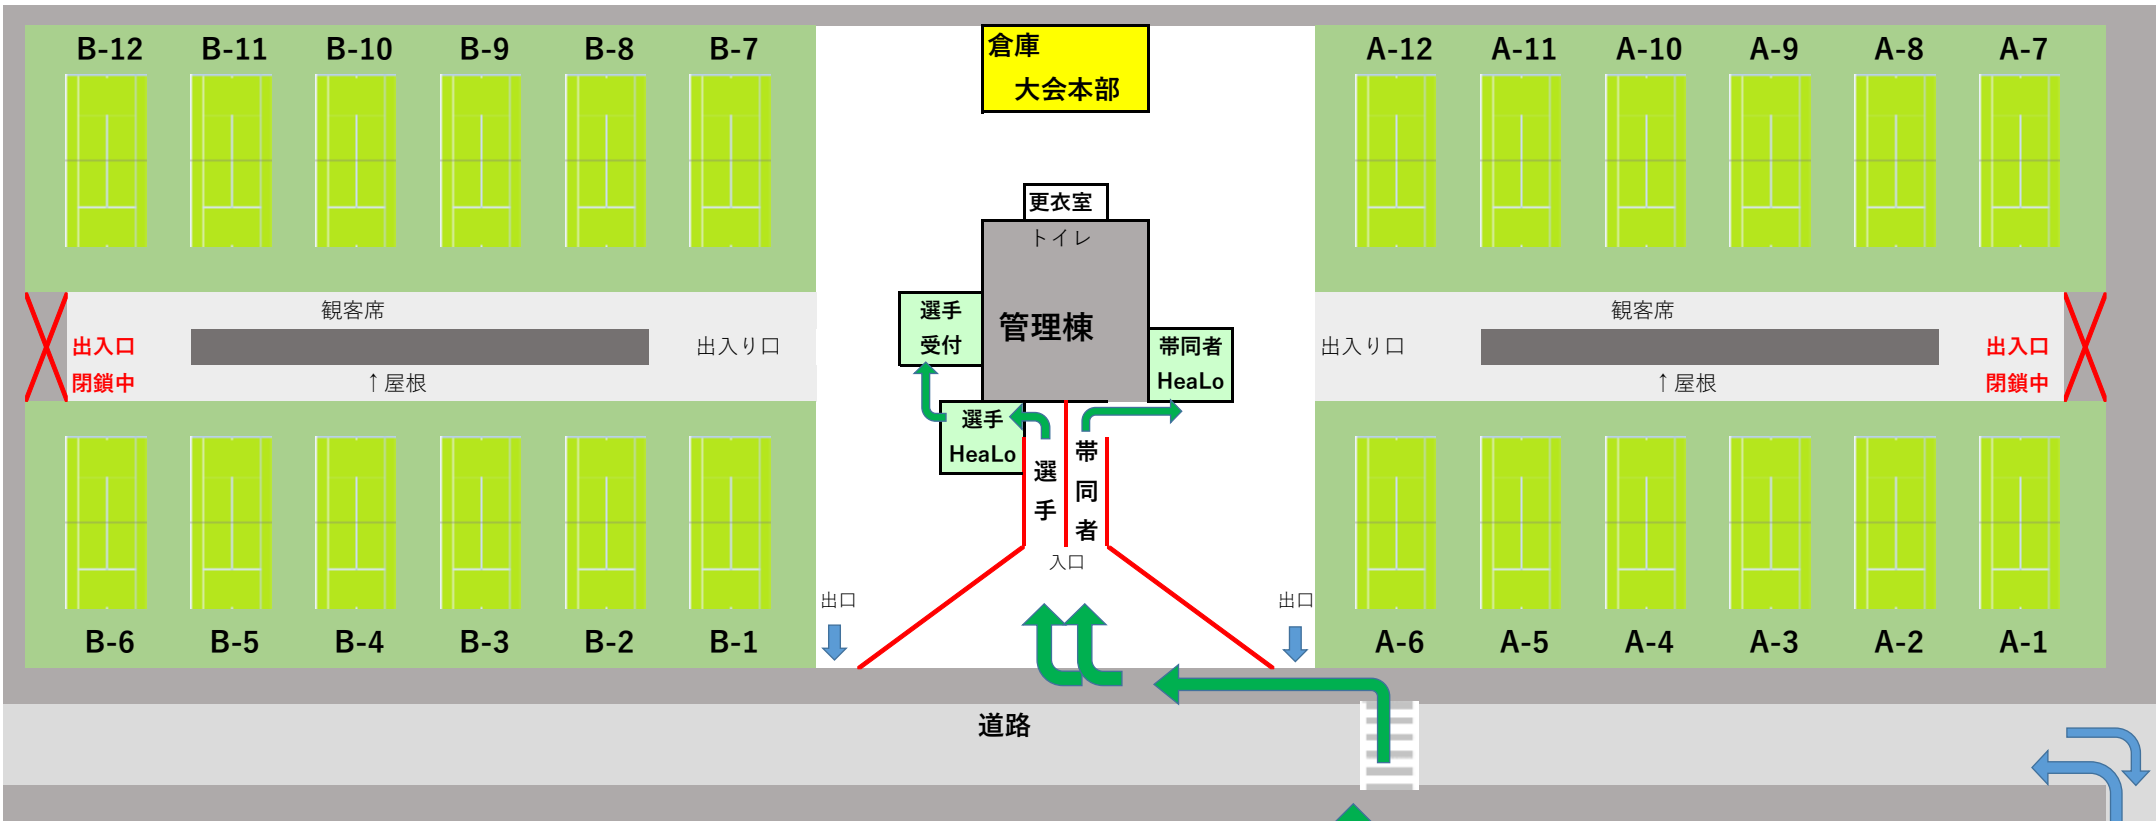 B-12 B-11 B-10 B-9 B-8 B-7
倉庫
大会本部
A-12 A-11 A-10 A-9 A-8 A-7
更衣室
トイレ
管理棟
選手
受付
帯同者
HeaLo
選手
HeaLo
観客席
出入口
閉鎖中
出入り口
↑屋根
観客席
出入り口
出入口
閉鎖中
↑屋根
選手
帯同者
入口
出口
出口
B-6 B-5 B-4 B-3 B-2 B-1
A-6 A-5 A-4 A-3 A-2 A-1
道路